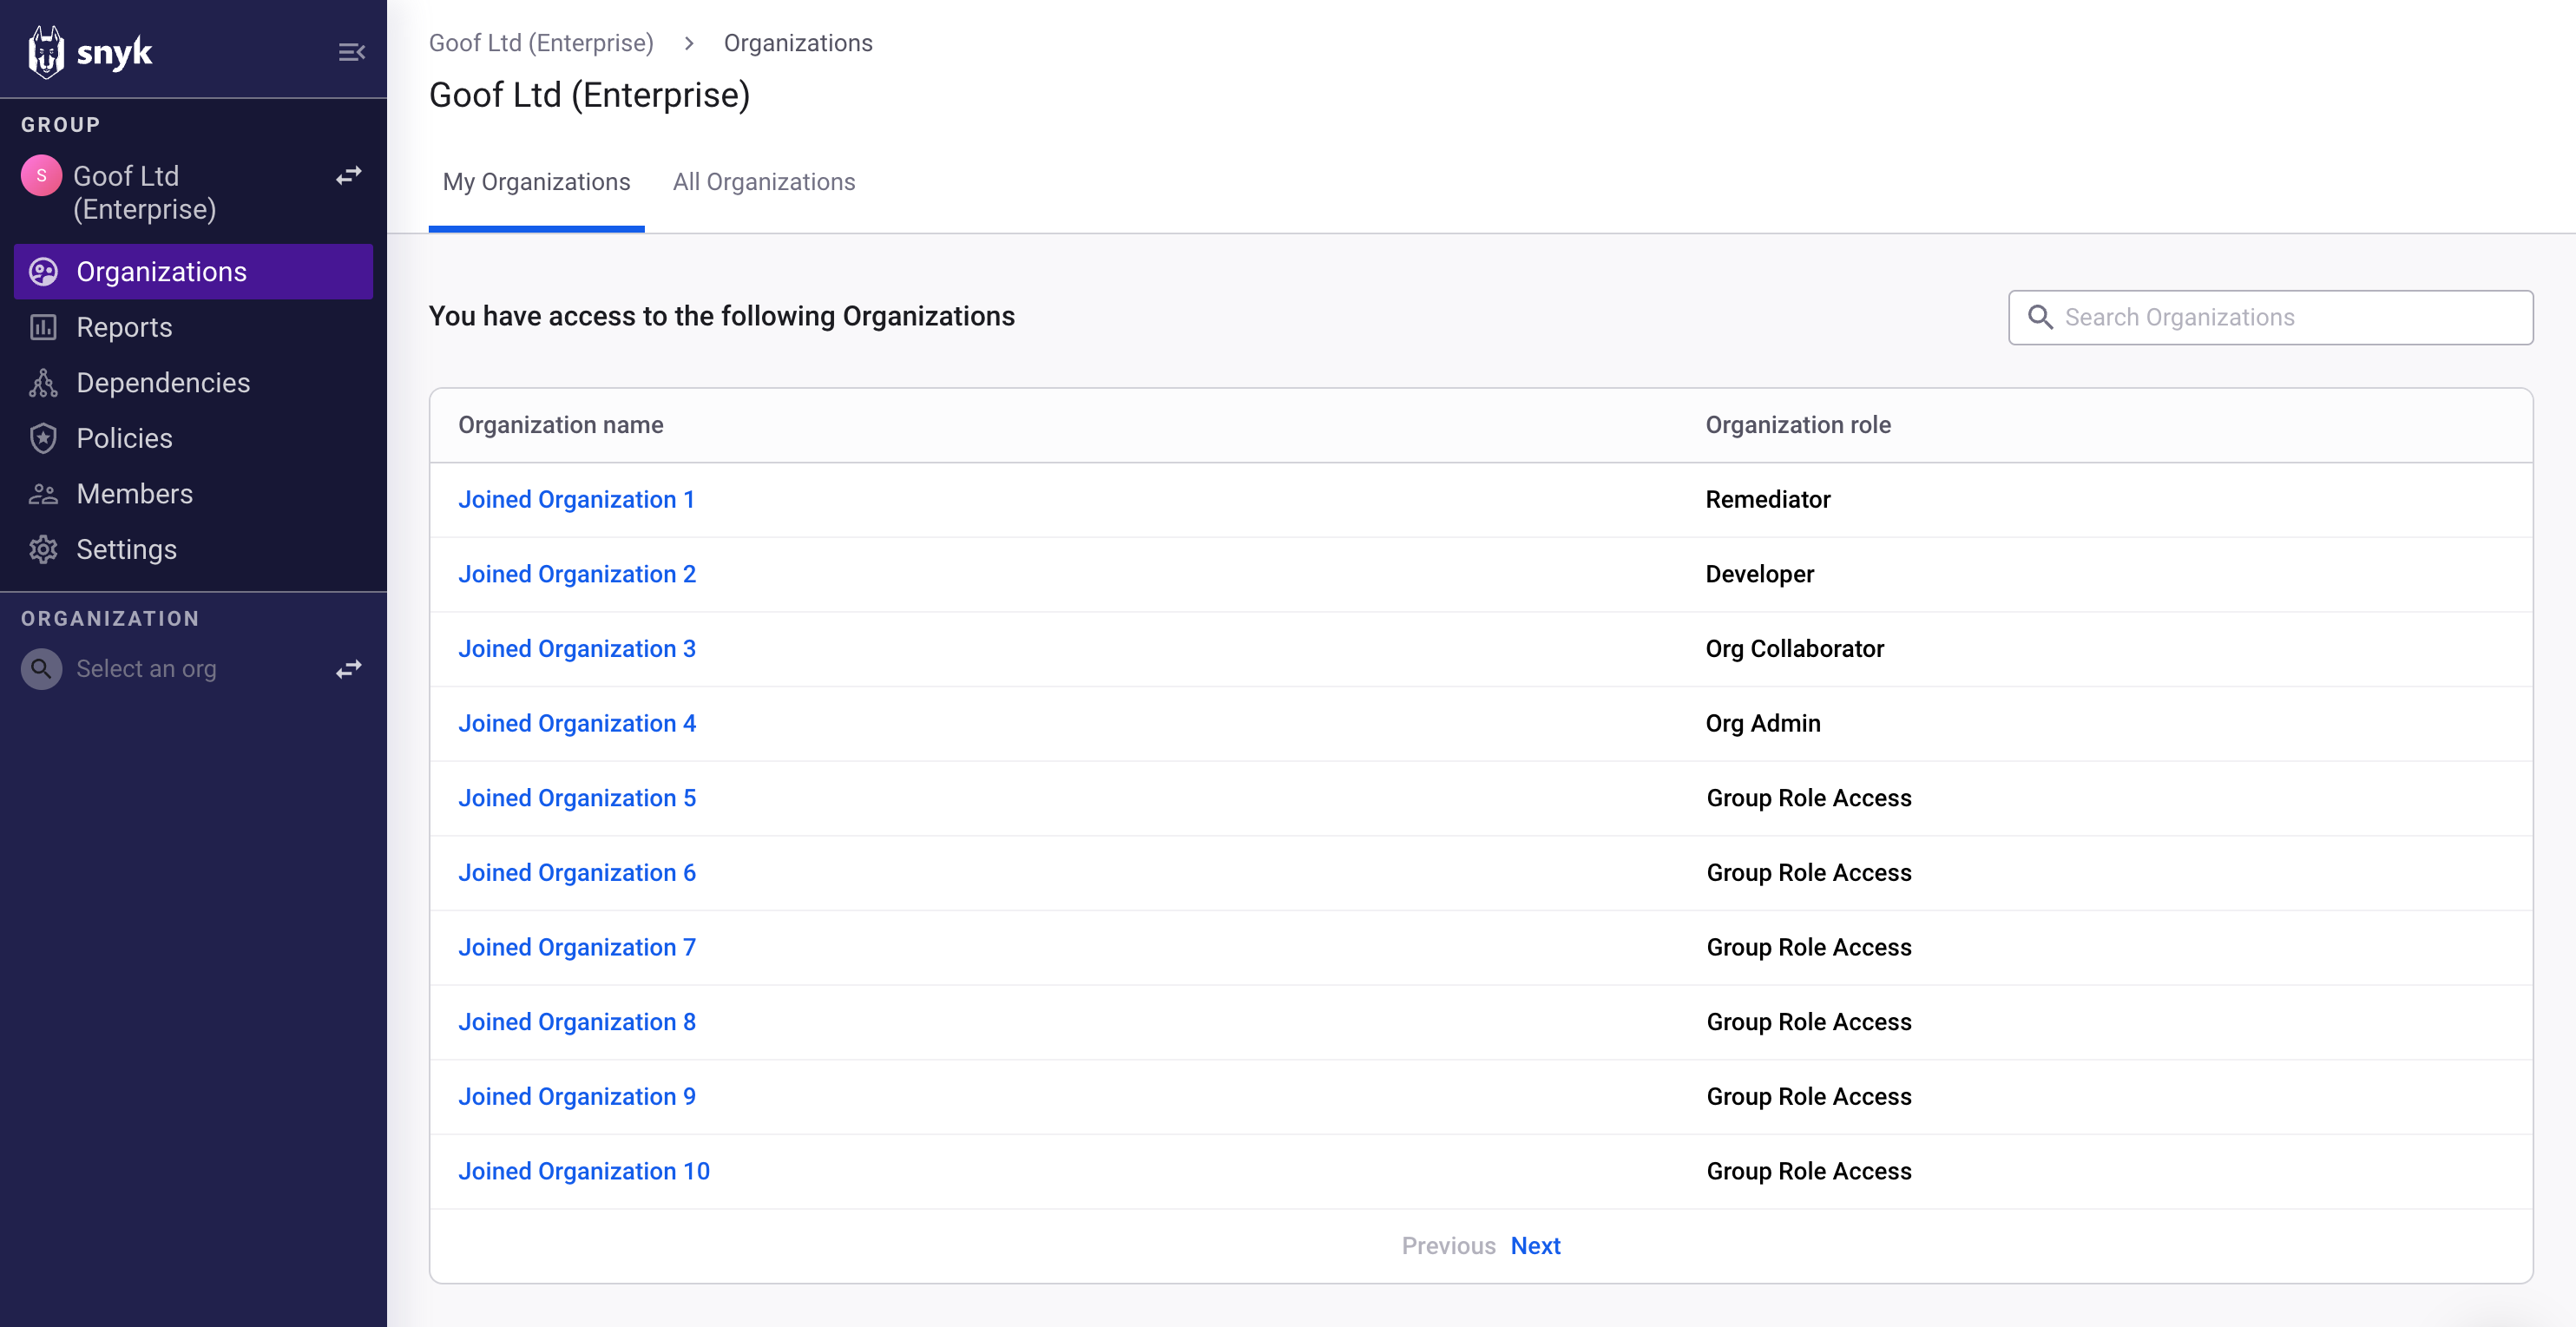 snyk
GROUP
S
Goof Ltd
(Enterprise)
Organizations
Reports
Dependencies
Policies
Members
Settings
ORGANIZATION
Select an org
Goof Ltd (Enterprise) > Organizations
Goof Ltd (Enterprise)
My Organizations All Organizations
You have access to the following Organizations
Search Organizations
Organization name Organization role
Joined Organization 1 Remediator
Joined Organization 2 Developer
Joined Organization 3 Org Collaborator
Joined Organization 4 Org Admin
Joined Organization 5 Group Role Access
Joined Organization 6 Group Role Access
Joined Organization 7 Group Role Access
Joined Organization 8 Group Role Access
Joined Organization 9 Group Role Access
Joined Organization 10 Group Role Access
Previous Next